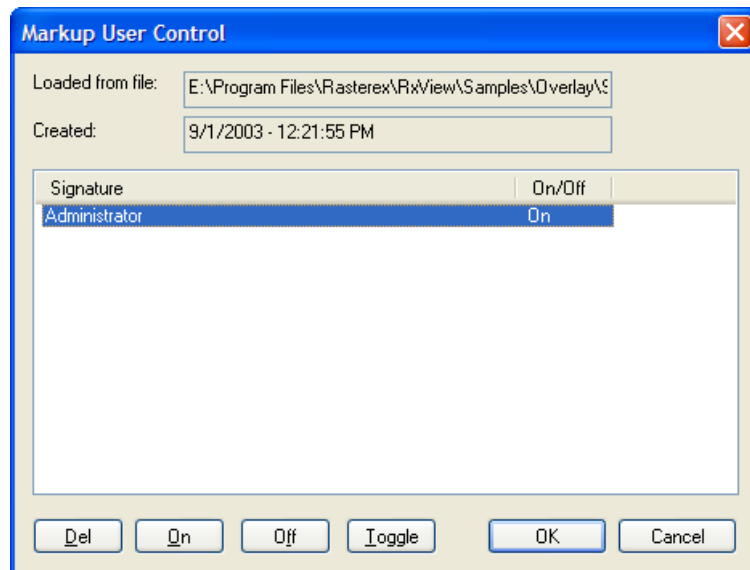 Markup User Control
Loaded from file: E:\Program Files\Rasterex\RxView\Samples\Overlay\S
Created: 9/1/2003 - 12:21:55 PM
Signature On/Off
Administrator On
Del On Off Toggle OK Cancel